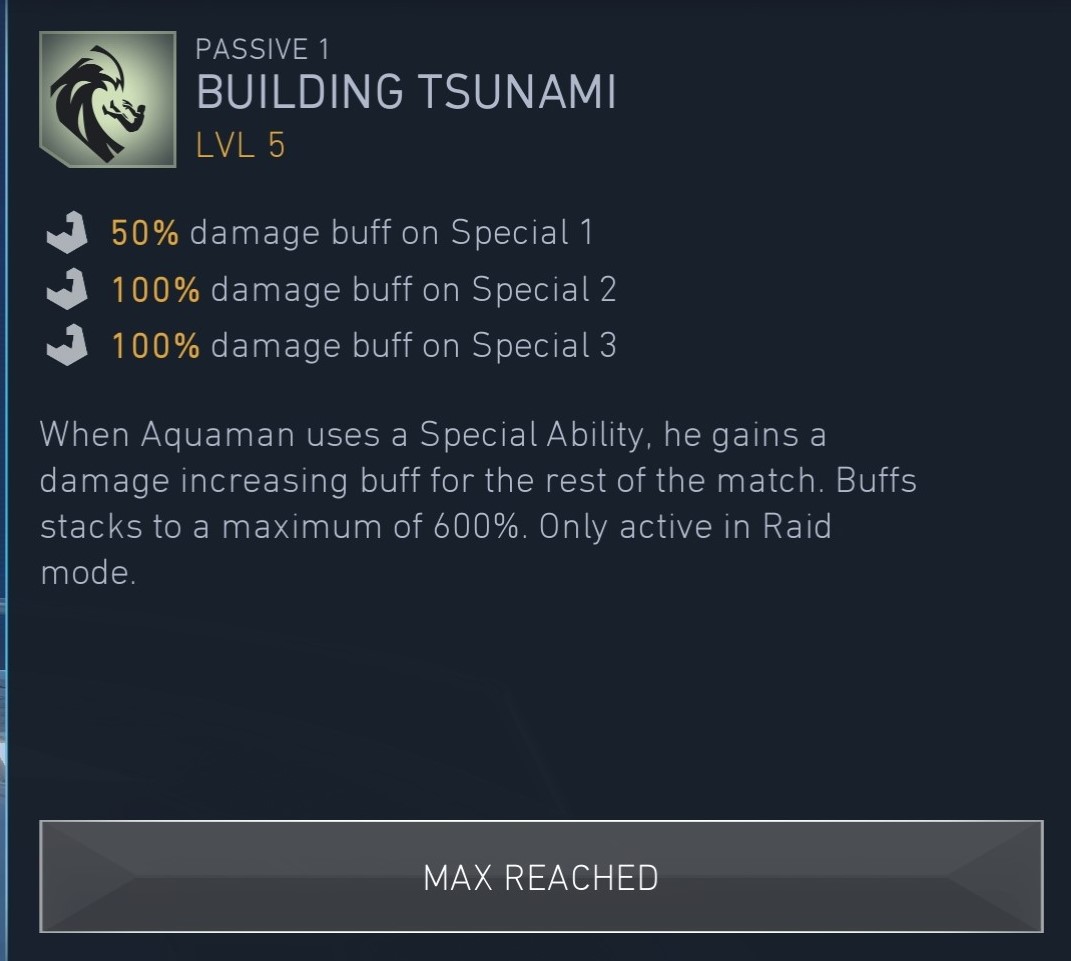 PASSIVE 1
BUILDING TSUNAMI
LVL 5
50% damage buff on Special 1
100% damage buff on Special 2
100% damage buff on Special 3
When Aquaman uses a Special Ability, he gains a
damage increasing buff for the rest of the match. Buffs
stacks to a maximum of 600%. Only active in Raid
mode.
MAX REACHED